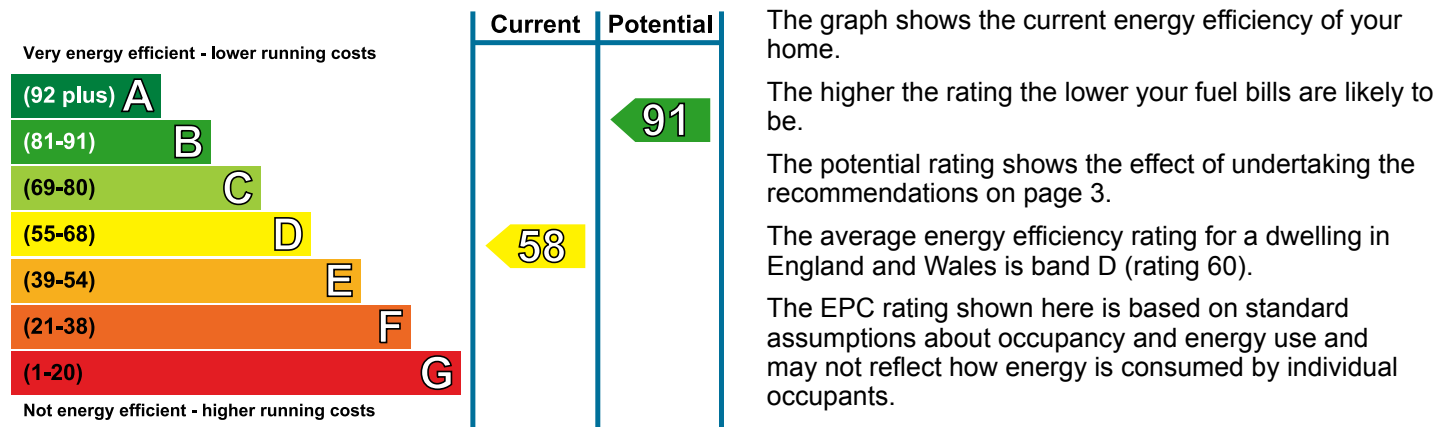 Current Potential
Very energy efficient - lower running costs
(92 plus) A
91
(81-91) B
(69-80) C
(55-68) D
58
(39-54) E
(21-38) F
(1-20) G
Not energy efficient - higher running costs
The graph shows the current energy efficiency of your
home.
The higher the rating the lower your fuel bills are likely to
be.
The potential rating shows the effect of undertaking the
recommendations on page 3.
The average energy efficiency rating for a dwelling in
England and Wales is band D (rating 60).
The EPC rating shown here is based on standard
assumptions about occupancy and energy use and
may not reflect how energy is consumed by individual
occupants.